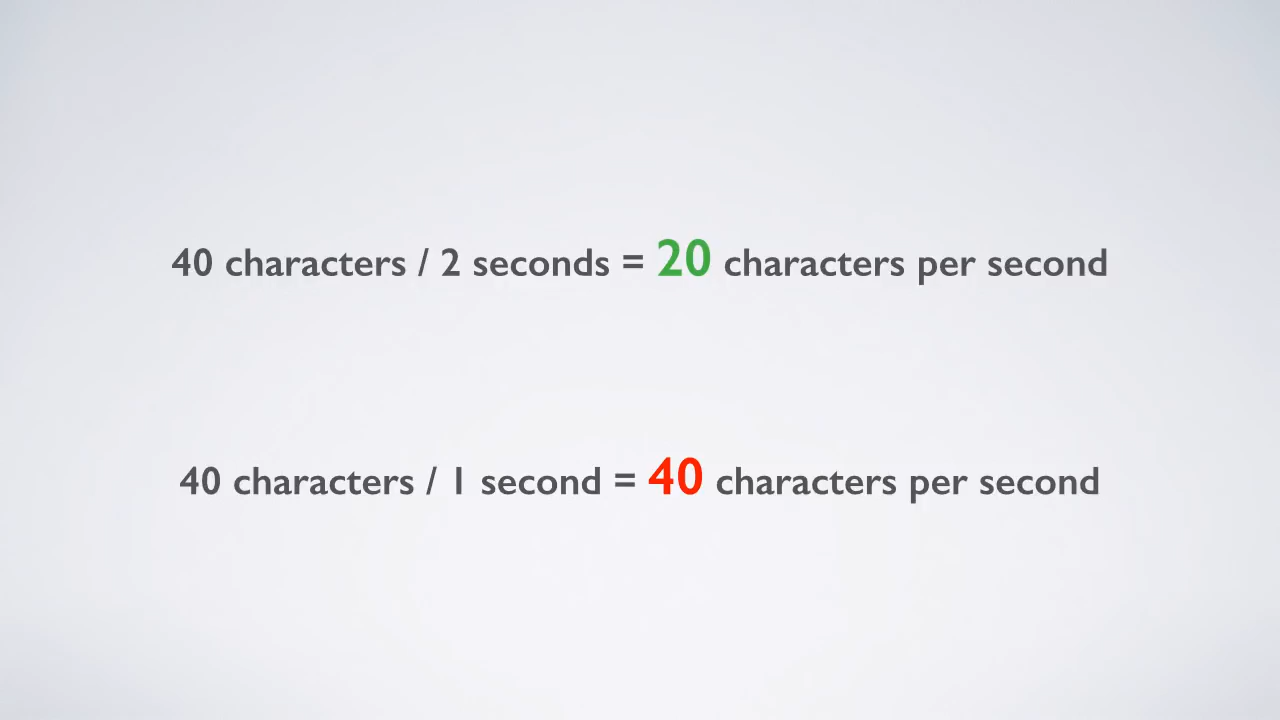 40 characters / 2 seconds = 20 characters per second
40 characters / 1 second = 40 characters per second